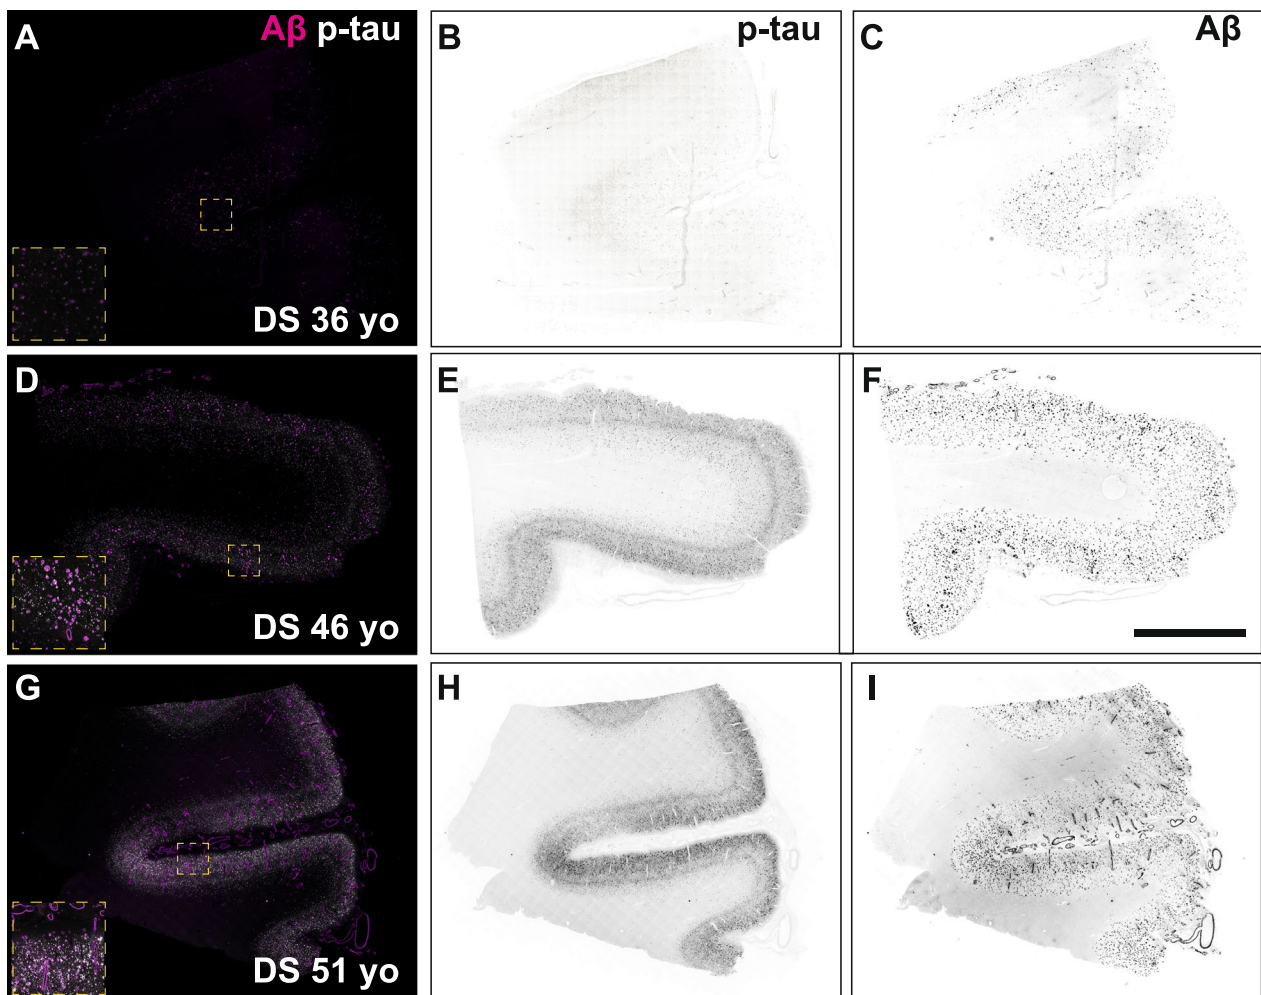 A Aβ p-tau
B p-tau
C Aβ
DS 36 yo
D
E
F
DS 46 yo
G
H
I
DS 51 yo